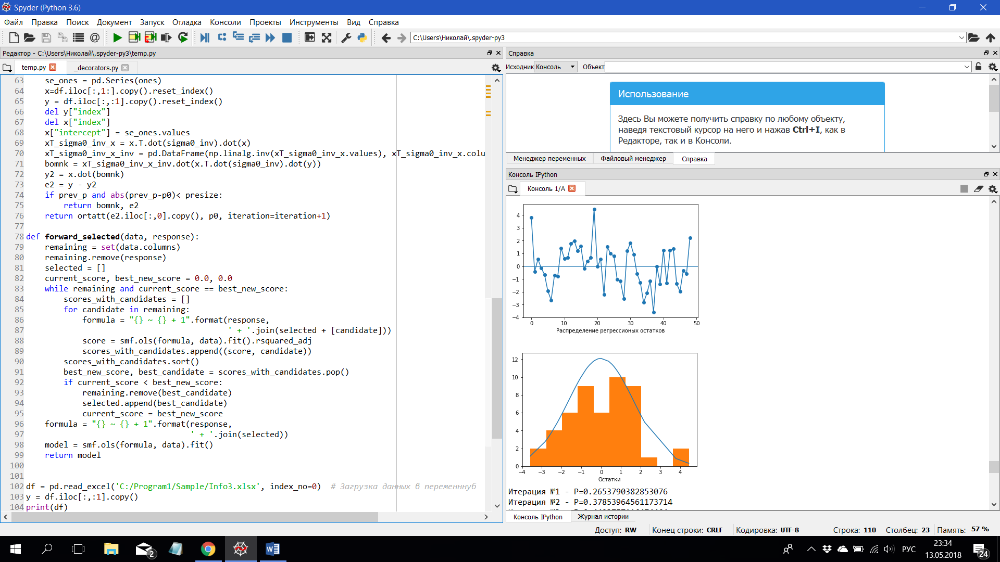 Spyder (Python 3.6)
Файл Правка Поиск Документ Запуск Отладка Консоли Проекты Инструменты Вид Справка
C:\Users\Николай\.spyder-py3
Редактор - C:\Users\Николай\.spyder-py3\temp.py
temp.py _decorators.py
63 se_ones = pd.Series(ones)
64 x=df.iloc[:,1:].copy().reset_index()
65 y = df.iloc[:,:1].copy().reset_index()
66 del y["index"]
67 del x["index"]
68 x["intercept"] = se_ones.values
69 xT_sigma0_inv_x = x.T.dot(sigma0_inv).dot(x)
70 xT_sigma0_inv_x_inv = pd.DataFrame(np.linalg.inv(xT_sigma0_inv_x.values), xT_sigma0_inv_x.colu
71 bomnk = xT_sigma0_inv_x_inv.dot(x.T.dot(sigma0_inv).dot(y))
72 y2 = x.dot(bomnk)
73 e2 = y - y2
74 if prev_p and abs(prev_p-p0)< presize:
75 return bomnk, e2
76 return ortatt(e2.iloc[:,0].copy(), p0, iteration=iteration+1)
77
78 def forward_selected(data, response):
79 remaining = set(data.columns)
80 remaining.remove(response)
81 selected = []
82 current_score, best_new_score = 0.0, 0.0
83 while remaining and current_score == best_new_score:
84 scores_with_candidates = []
85 for candidate in remaining:
86 formula = "{} ~ {} + 1".format(response,
87 ' + '.join(selected + [candidate]))
88 score = smf.ols(formula, data).fit().rsquared_adj
89 scores_with_candidates.append((score, candidate))
90 scores_with_candidates.sort()
91 best_new_score, best_candidate = scores_with_candidates.pop()
92 if current_score < best_new_score:
93 remaining.remove(best_candidate)
94 selected.append(best_candidate)
95 current_score = best_new_score
96 formula = "{} ~ {} + 1".format(response,
97 ' + '.join(selected))
98 model = smf.ols(formula, data).fit()
99 return model
100
101
102 df = pd.read_excel('C:/Program1/Sample/Info3.xlsx', index_no=0) # Загрузка данных в переменннуб
103 y = df.iloc[:,:1].copy()
104 print(df)
Справка
Исходник Консоль Объект
Использование
Здесь Вы можете получить справку по любому объекту,
наведя текстовый курсор на него и нажав Ctrl+I, как в
Редакторе, так и в Консоли.
Менеджер переменных Файловый менеджер Справка
Консоль IPython
Консоль 1/A
4
3
2
1
0
−1
−2
−3
−4
0 10 20 30 40 50
Распределение регрессионых остатков
12
10
8
6
4
2
0
−4 −3 −2 −1 0 1 2 3 4
Остатки
Итерация №1 - P=0.2653790382853076
Итерация №2 - P=0.37853964561173714
Консоль IPython Журнал истории
Доступ: RW Конец строки: CRLF Кодировка: UTF-8 Строка: 110 Столбец: 23 Память: 57 %
2
РУС
23:34
13.05.2018
24